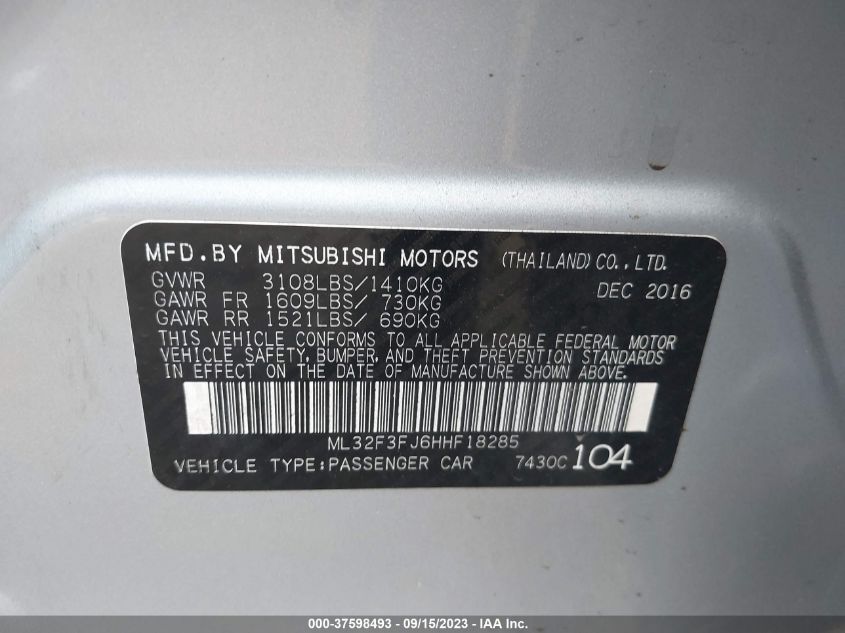 MFD.BY MITSUBISHI MOTORS (THAILAND) CO., LTD.
GVWR 3108LBS/1410KG DEC 2016
GAWR FR 1609LBS/ 730KG
GAWR RR 1521LBS/ 690KG
THIS VEHICLE CONFORMS TO ALL APPLICABLE FEDERAL MOTOR
VEHICLE SAFETY, BUMPER, AND THEFT PREVENTION STANDARDS
IN EFFECT ON THE DATE OF MANUFACTURE SHOWN ABOVE.
ML32F3FJ6HHF18285
VEHICLE TYPE:PASSENGER CAR 7430C 104
000-37598493 - 09/15/2023 - IAA Inc.